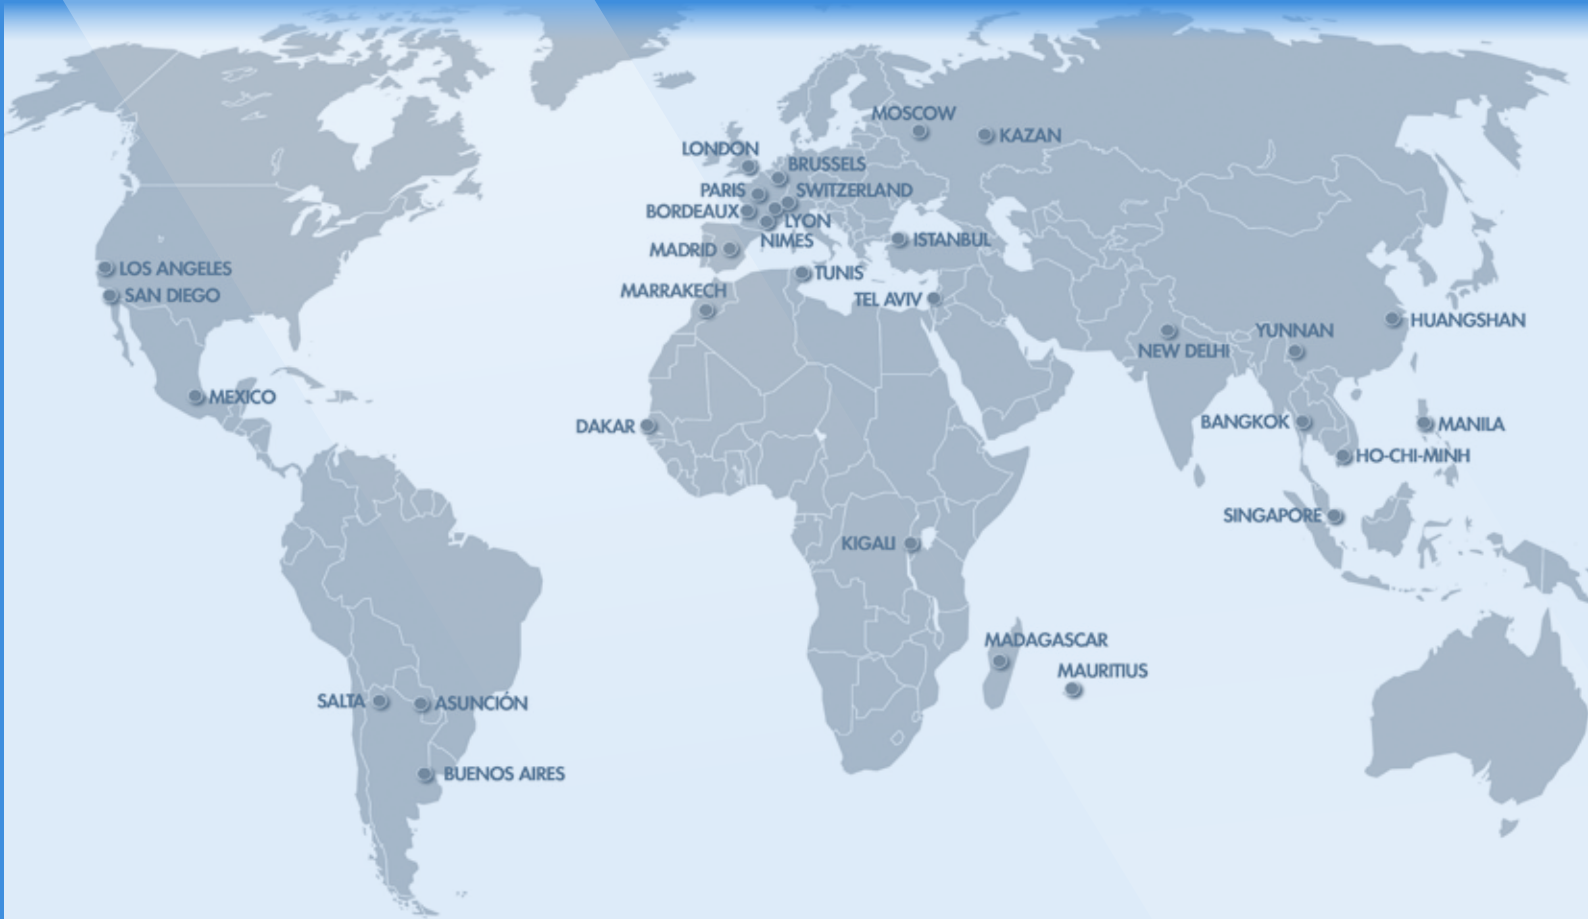 MOSCOW
KAZAN
LONDON
BRUSSELS
PARIS
SWITZERLAND
BORDEAUX
LYON
NIMES
ISTANBUL
MADRID
LOS ANGELES
TUNIS
SAN DIEGO
MARRAKECH
TEL AVIV
HUANGSHAN
YUNNAN
NEW DELHI
MEXICO
DAKAR
BANGKOK
MANILA
HO-CHI-MINH
SINGAPORE
KIGALI
MADAGASCAR
MAURITIUS
SALTA
ASUNCIÓN
BUENOS AIRES